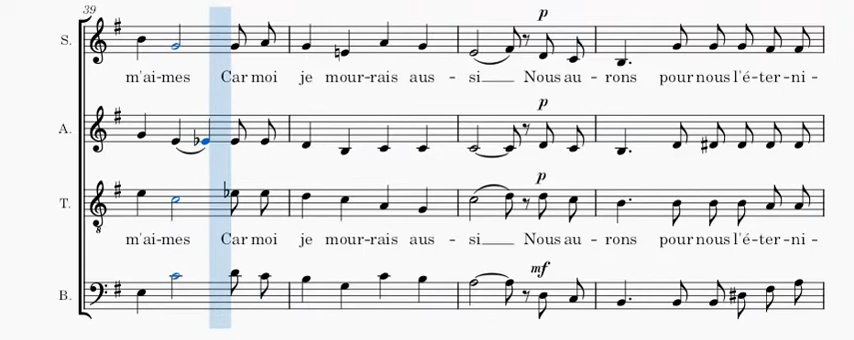 39
p
S.
m'ai-mes Car moi je mour-rais aus - si Nous au - rons pour nous l'é-ter-ni -
p
A.
p
T.
m'ai-mes Car moi je mour-rais aus - si Nous au - rons pour nous l'é-ter-ni -
8
mf
B.